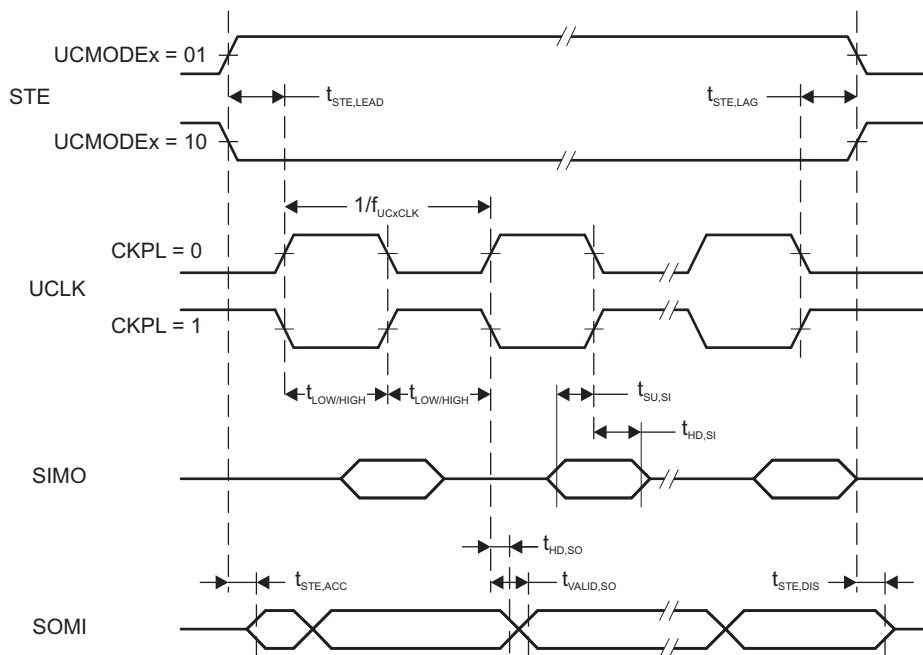 UCMODEx = 01
STE
t_STE,LEAD
t_STE,LAG
UCMODEx = 10
1/f_UCxCLK
CKPL = 0
UCLK
CKPL = 1
t_LOW/HIGH
t_LOW/HIGH
t_SU,SI
t_HD,SI
SIMO
t_HD,SO
t_STE,ACC
t_VALID,SO
t_STE,DIS
SOMI